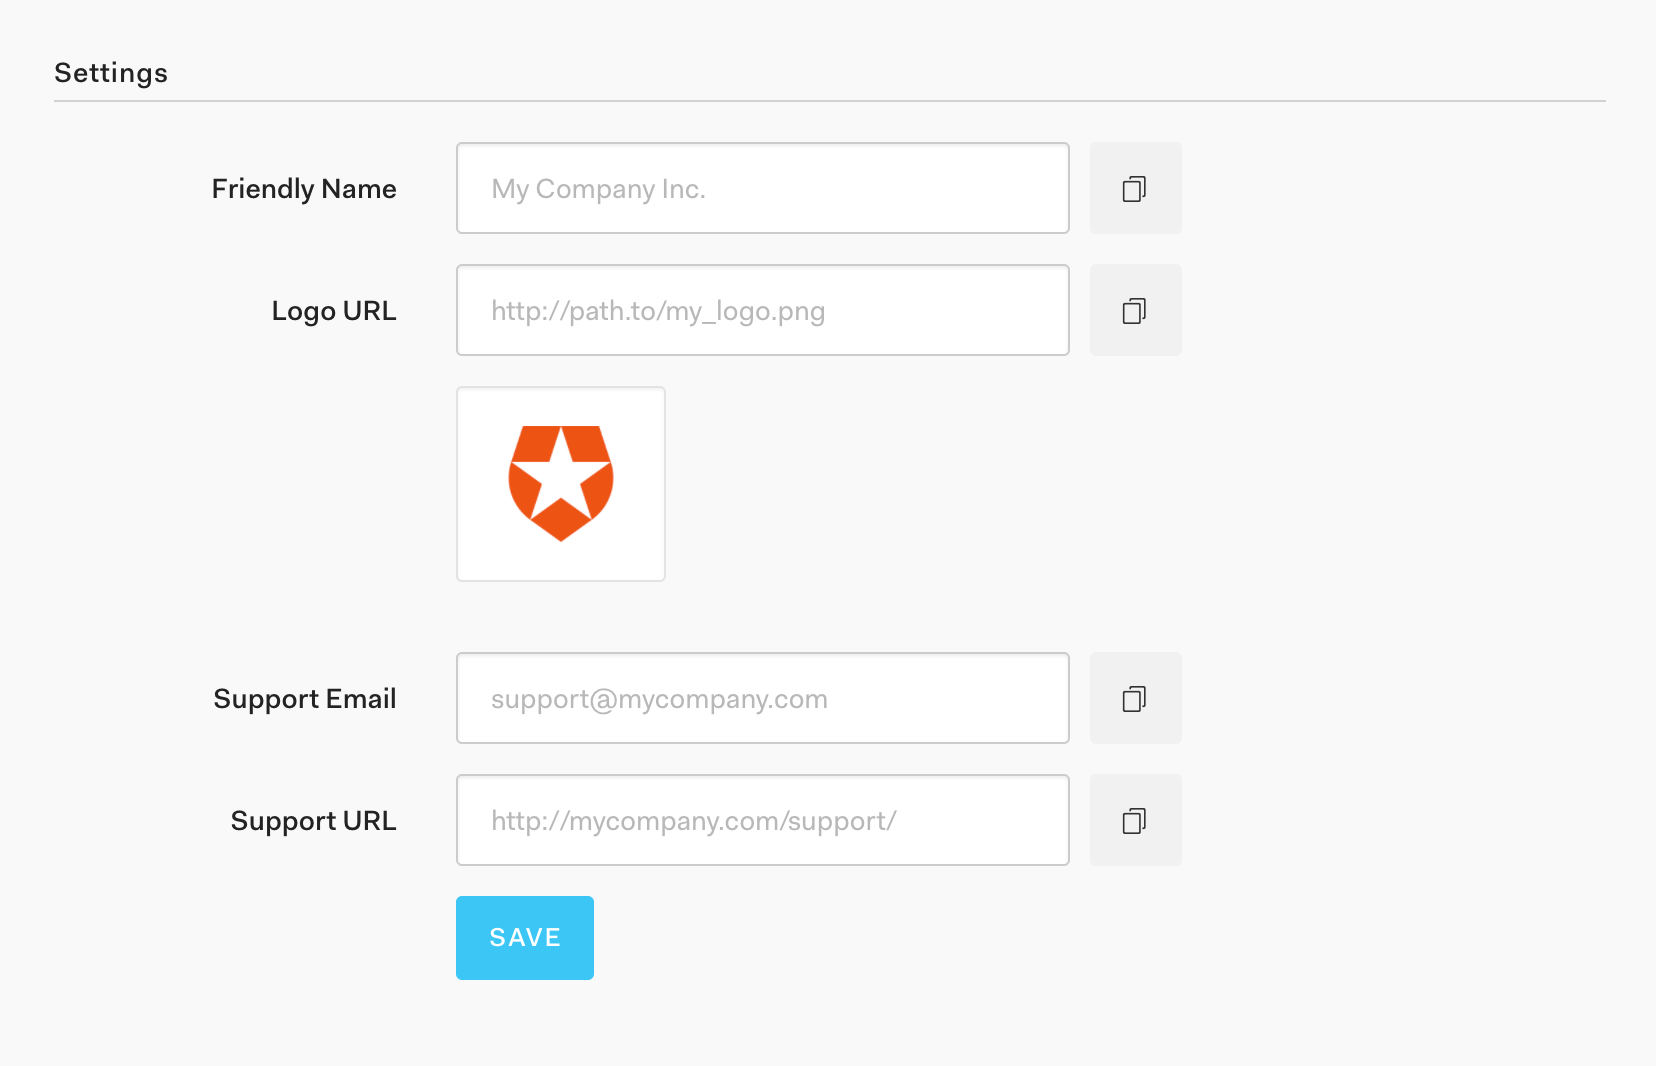 Settings
Friendly Name My Company Inc.
Logo URL http://path.to/my_logo.png
Support Email support@mycompany.com
Support URL http://mycompany.com/support/
SAVE